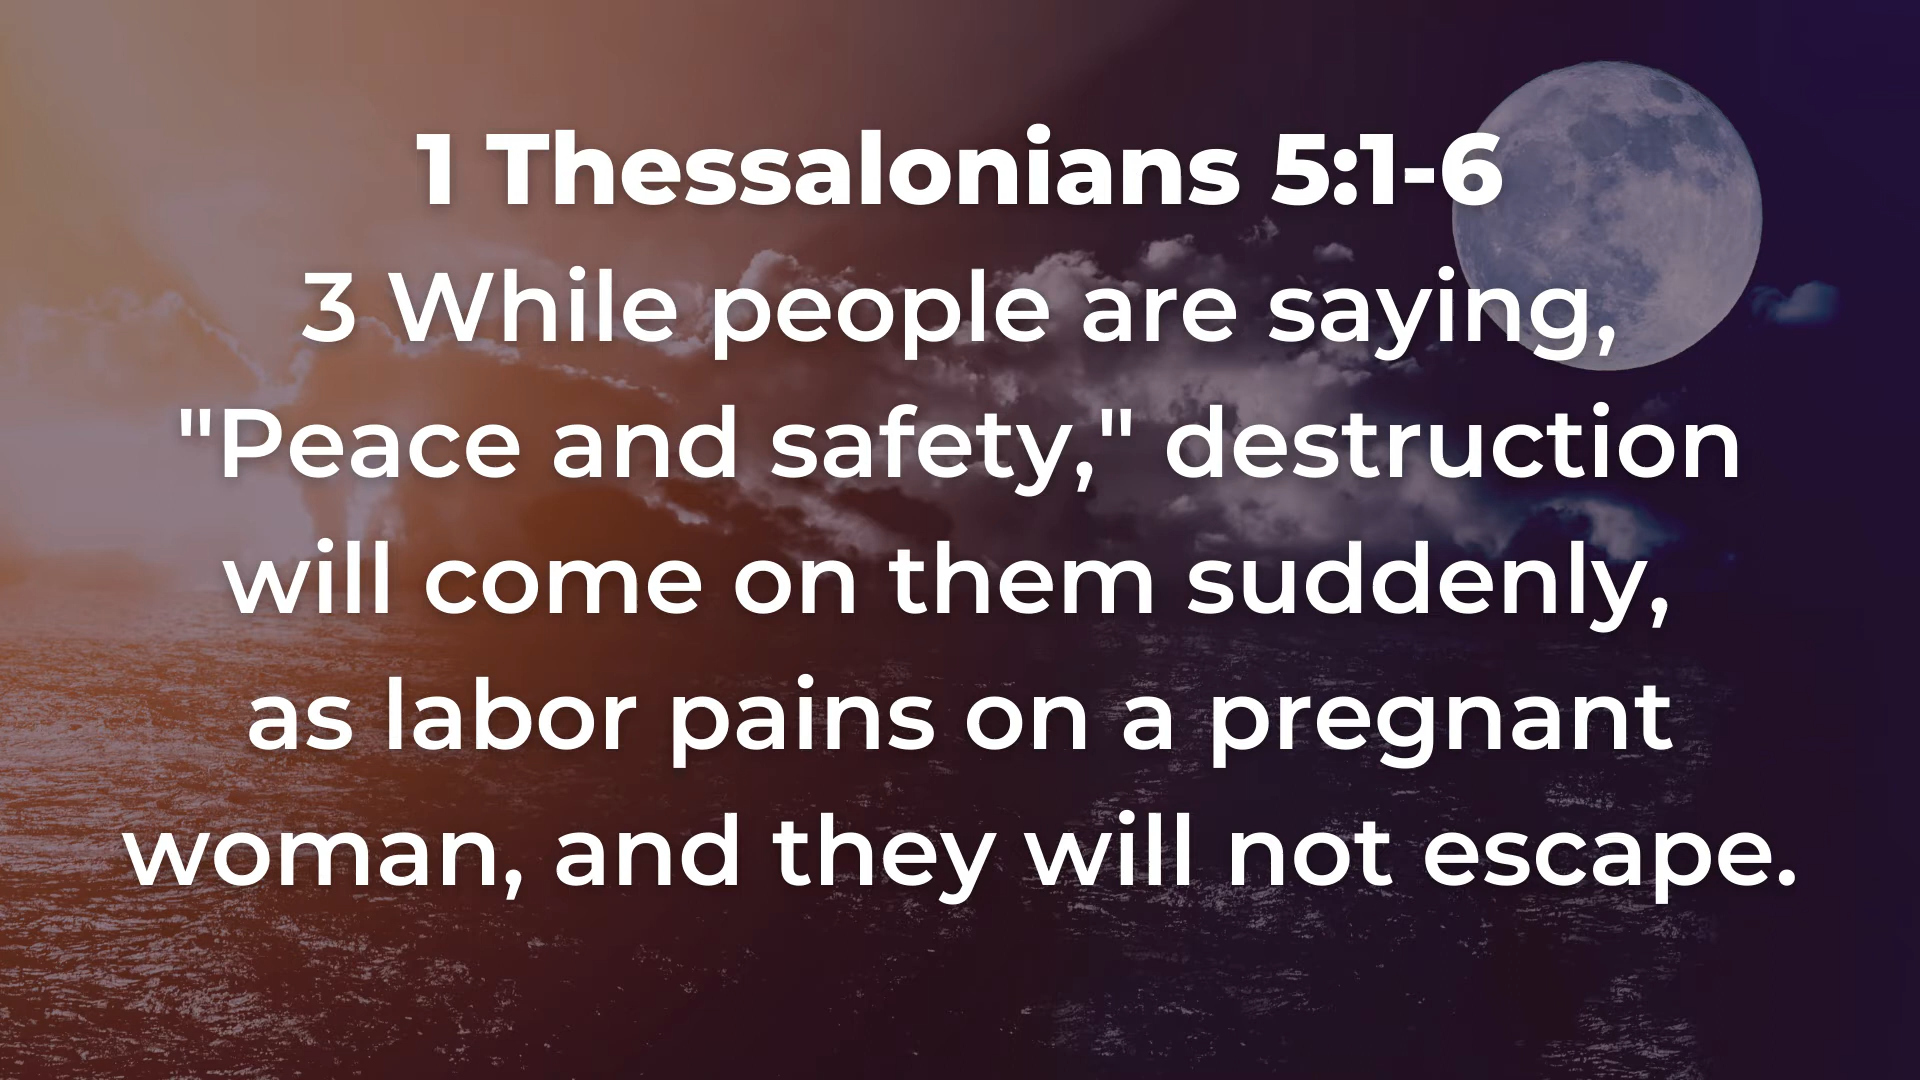 1 Thessalonians 5:1-6
3 While people are saying,
"Peace and safety," destruction
will come on them suddenly,
as labor pains on a pregnant
woman, and they will not escape.